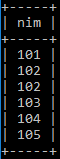 +------+
| nim  |
+------+
| 101  |
| 102  |
| 102  |
| 103  |
| 104  |
| 105  |
+------+